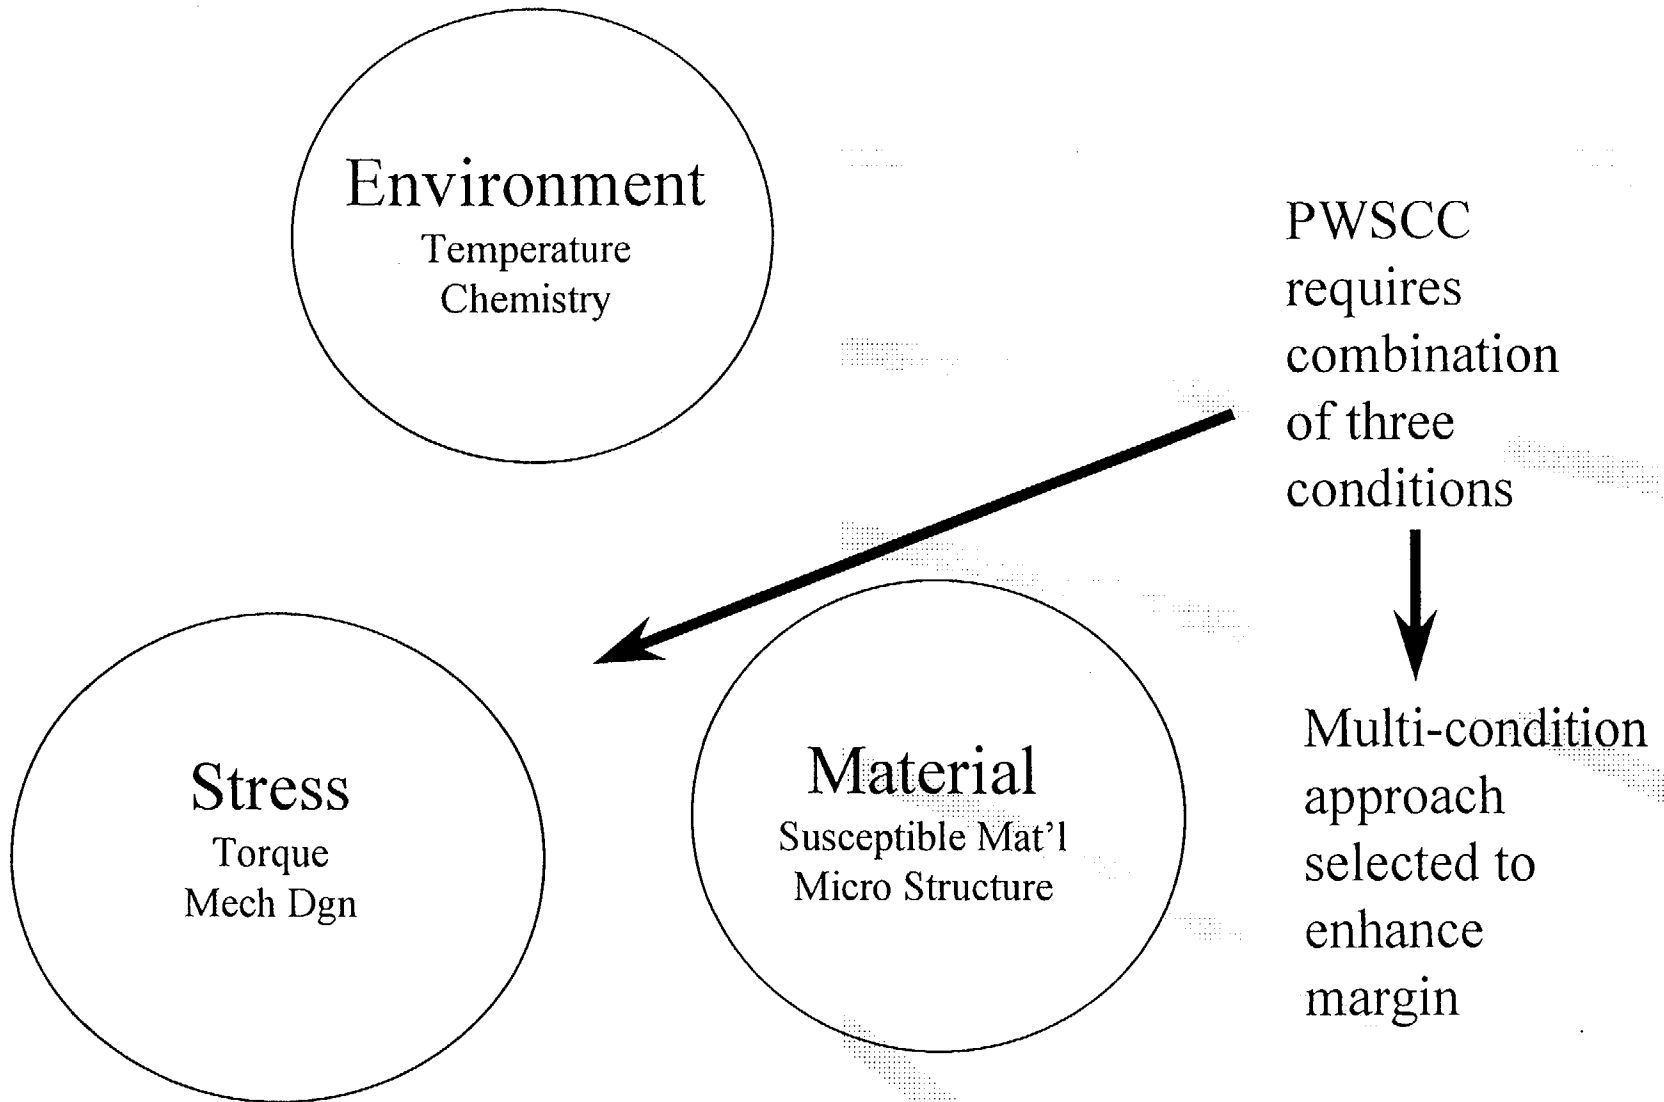 Environment
Temperature
Chemistry
PWSCC
requires
combination
of three
conditions
Stress
Torque
Mech Dgn
Material
Susceptible Mat'l
Micro Structure
Multi-condition
approach
selected to
enhance
margin